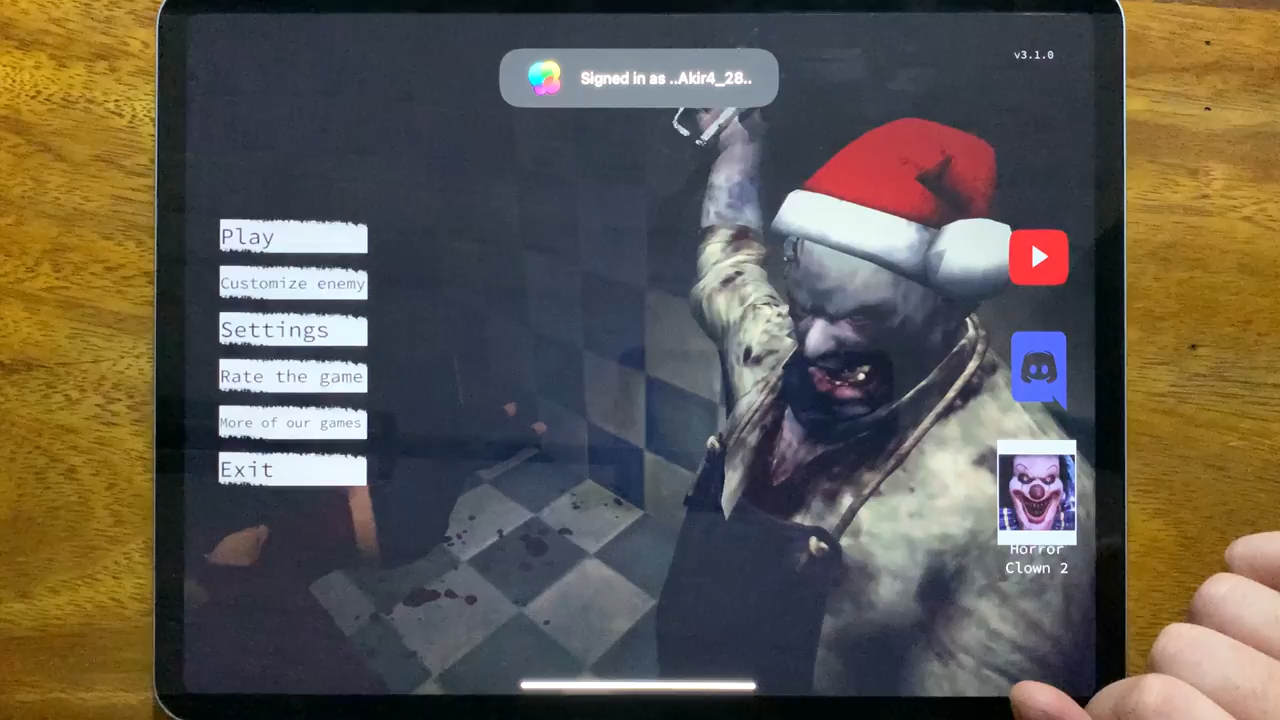 Signed in as ..Akir4_28..
v3.1.0
Play
Customize enemy
Settings
Rate the game
More of our games
Exit
Horror
Clown 2